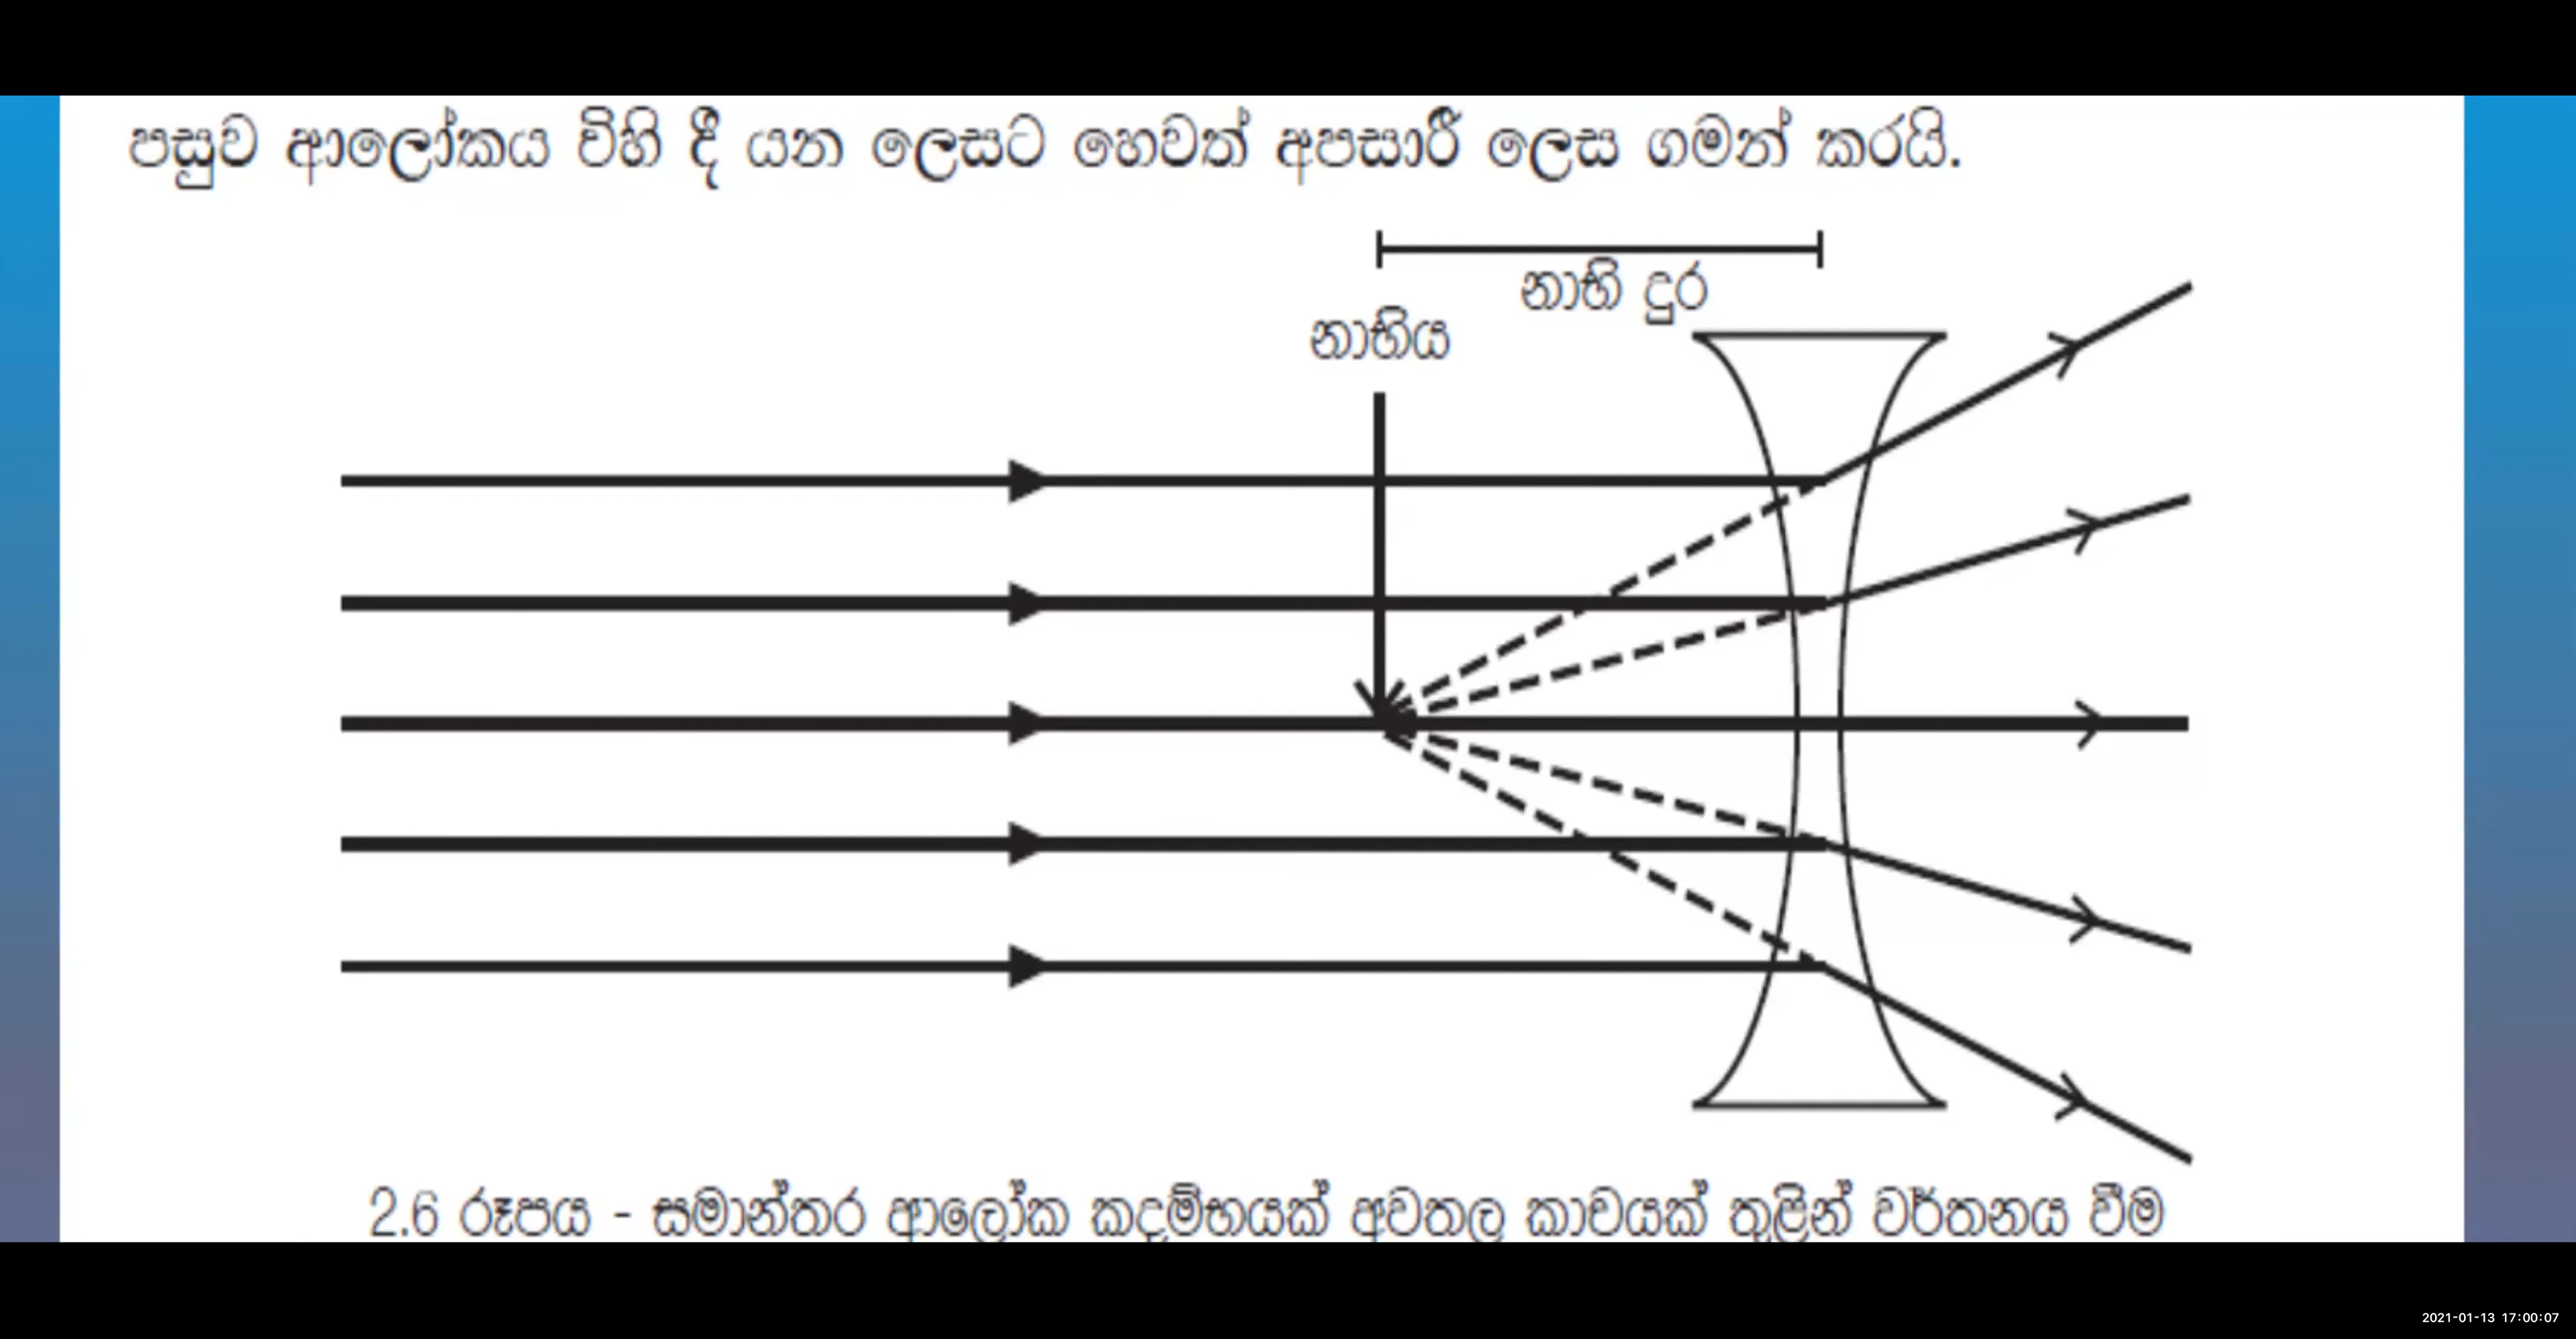 පසුව ආලෝකය විහි දී යන ලෙසට හෙවත් අපසාරී ලෙස ගමන් කරයි.
නාභි දුර
නාභිය
2.6 රූපය - සමාන්තර ආලෝක කදම්භයක් අවතල කාචයක් තුළින් වර්තනය වීම
2021-01-13 17:00:07